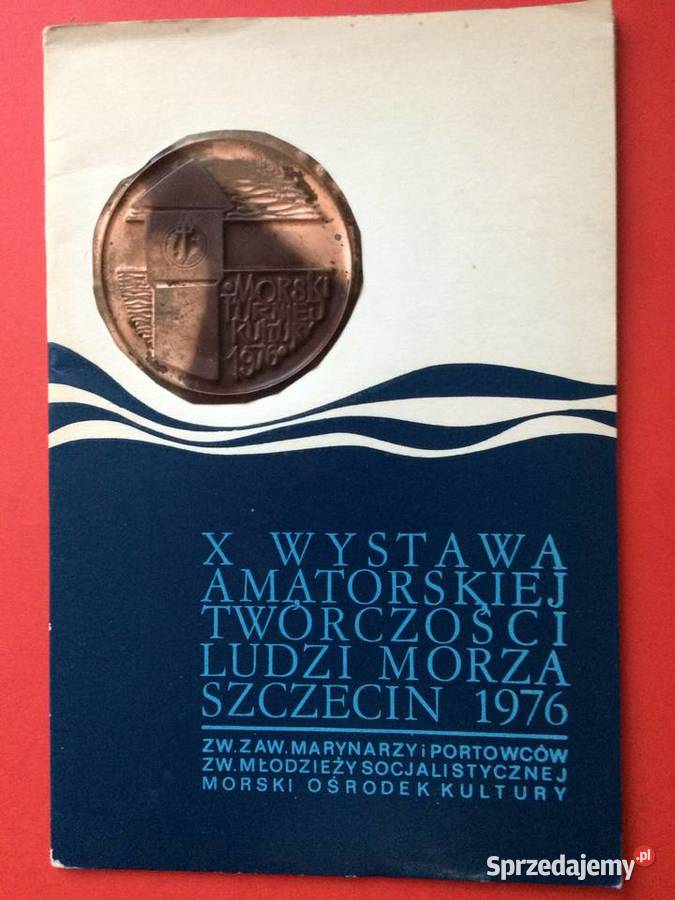 MORSKI
TURNIEJ
KULTURY
1976
X WYSTAWA
AMATORSKIEJ
TWÓRCZOŚCI
LUDZI MORZA
SZCZECIN 1976
ZW. ZAW. MARYNARZY i PORTOWCÓW
ZW. MŁODZIEŻY SOCJALISTYCZNEJ
MORSKI OŚRODEK KULTURY
Sprzedajemy.pl